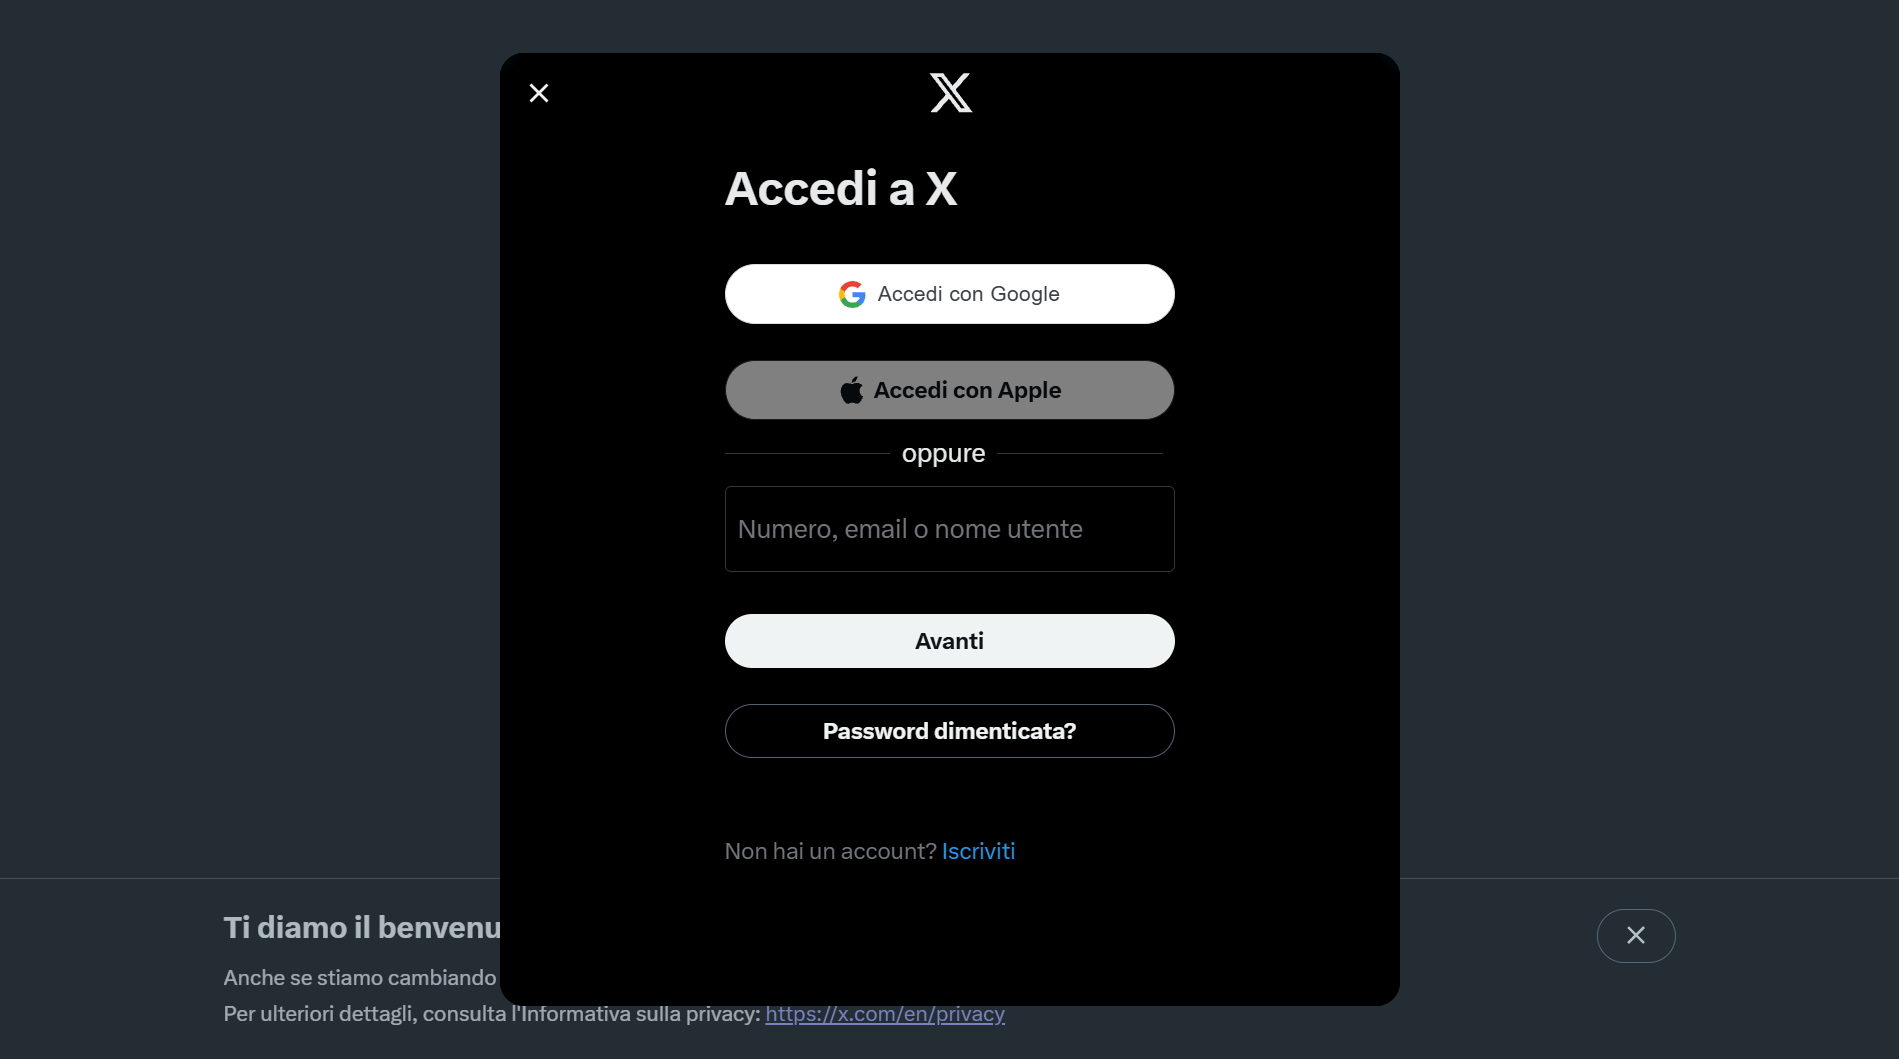 Accedi a X
Accedi con Google
Accedi con Apple
oppure
Numero, email o nome utente
Avanti
Password dimenticata?
Non hai un account? Iscriviti
Ti diamo il benvenu
Anche se stiamo cambiando
Per ulteriori dettagli, consulta l'Informativa sulla privacy: https://x.com/en/privacy